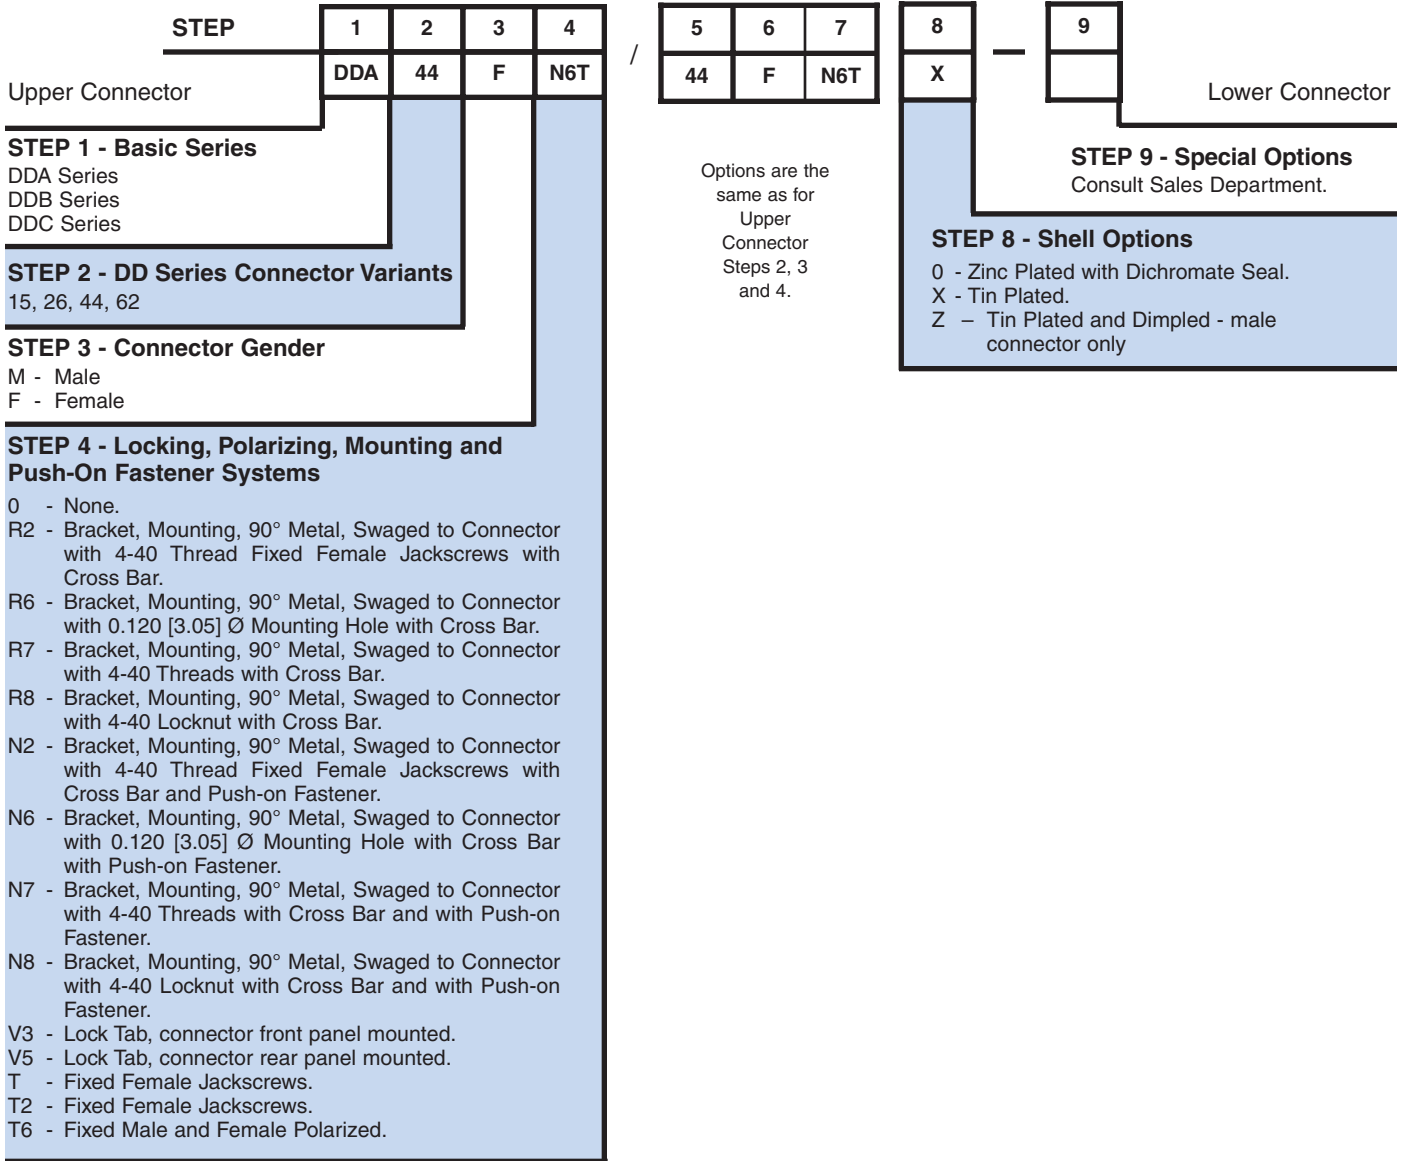 STEP 1 2 3 4 / 5 6 7 8 — 9
DDA 44 F N6T 44 F N6T X
Upper Connector
Lower Connector
STEP 1 - Basic Series
DDA Series
DDB Series
DDC Series
STEP 2 - DD Series Connector Variants
15, 26, 44, 62
STEP 3 - Connector Gender
M - Male
F - Female
STEP 4 - Locking, Polarizing, Mounting and
Push-On Fastener Systems
0 - None.
R2 - Bracket, Mounting, 90° Metal, Swaged to Connector
with 4-40 Thread Fixed Female Jackscrews with
Cross Bar.
R6 - Bracket, Mounting, 90° Metal, Swaged to Connector
with 0.120 [3.05] Ø Mounting Hole with Cross Bar.
R7 - Bracket, Mounting, 90° Metal, Swaged to Connector
with 4-40 Threads with Cross Bar.
R8 - Bracket, Mounting, 90° Metal, Swaged to Connector
with 4-40 Locknut with Cross Bar.
N2 - Bracket, Mounting, 90° Metal, Swaged to Connector
with 4-40 Thread Fixed Female Jackscrews with
Cross Bar and Push-on Fastener.
N6 - Bracket, Mounting, 90° Metal, Swaged to Connector
with 0.120 [3.05] Ø Mounting Hole with Cross Bar
with Push-on Fastener.
N7 - Bracket, Mounting, 90° Metal, Swaged to Connector
with 4-40 Threads with Cross Bar and with Push-on
Fastener.
N8 - Bracket, Mounting, 90° Metal, Swaged to Connector
with 4-40 Locknut with Cross Bar and with Push-on
Fastener.
V3 - Lock Tab, connector front panel mounted.
V5 - Lock Tab, connector rear panel mounted.
T - Fixed Female Jackscrews.
T2 - Fixed Female Jackscrews.
T6 - Fixed Male and Female Polarized.
Options are the
same as for
Upper
Connector
Steps 2, 3
and 4.
STEP 9 - Special Options
Consult Sales Department.
STEP 8 - Shell Options
0 - Zinc Plated with Dichromate Seal.
X - Tin Plated.
Z – Tin Plated and Dimpled - male
connector only